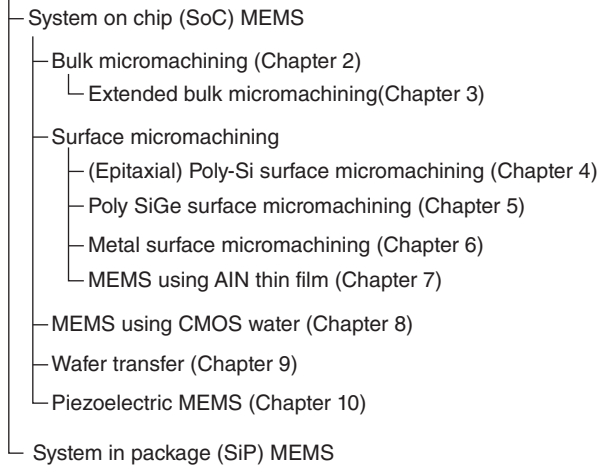 System on chip (SoC) MEMS
Bulk micromachining (Chapter 2)
Extended bulk micromachining(Chapter 3)
Surface micromachining
(Epitaxial) Poly-Si surface micromachining (Chapter 4)
Poly SiGe surface micromachining (Chapter 5)
Metal surface micromachining (Chapter 6)
MEMS using AIN thin film (Chapter 7)
MEMS using CMOS water (Chapter 8)
Wafer transfer (Chapter 9)
Piezoelectric MEMS (Chapter 10)
System in package (SiP) MEMS